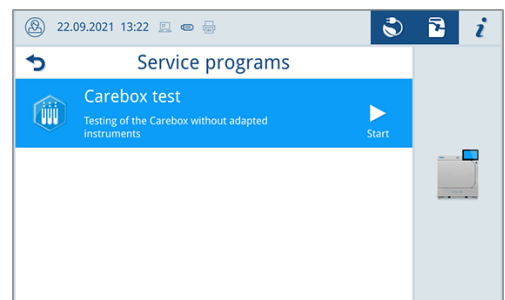 22.09.2021 13:22
i
Service programs
Carebox test
Testing of the Carebox without adapted
instruments
Start